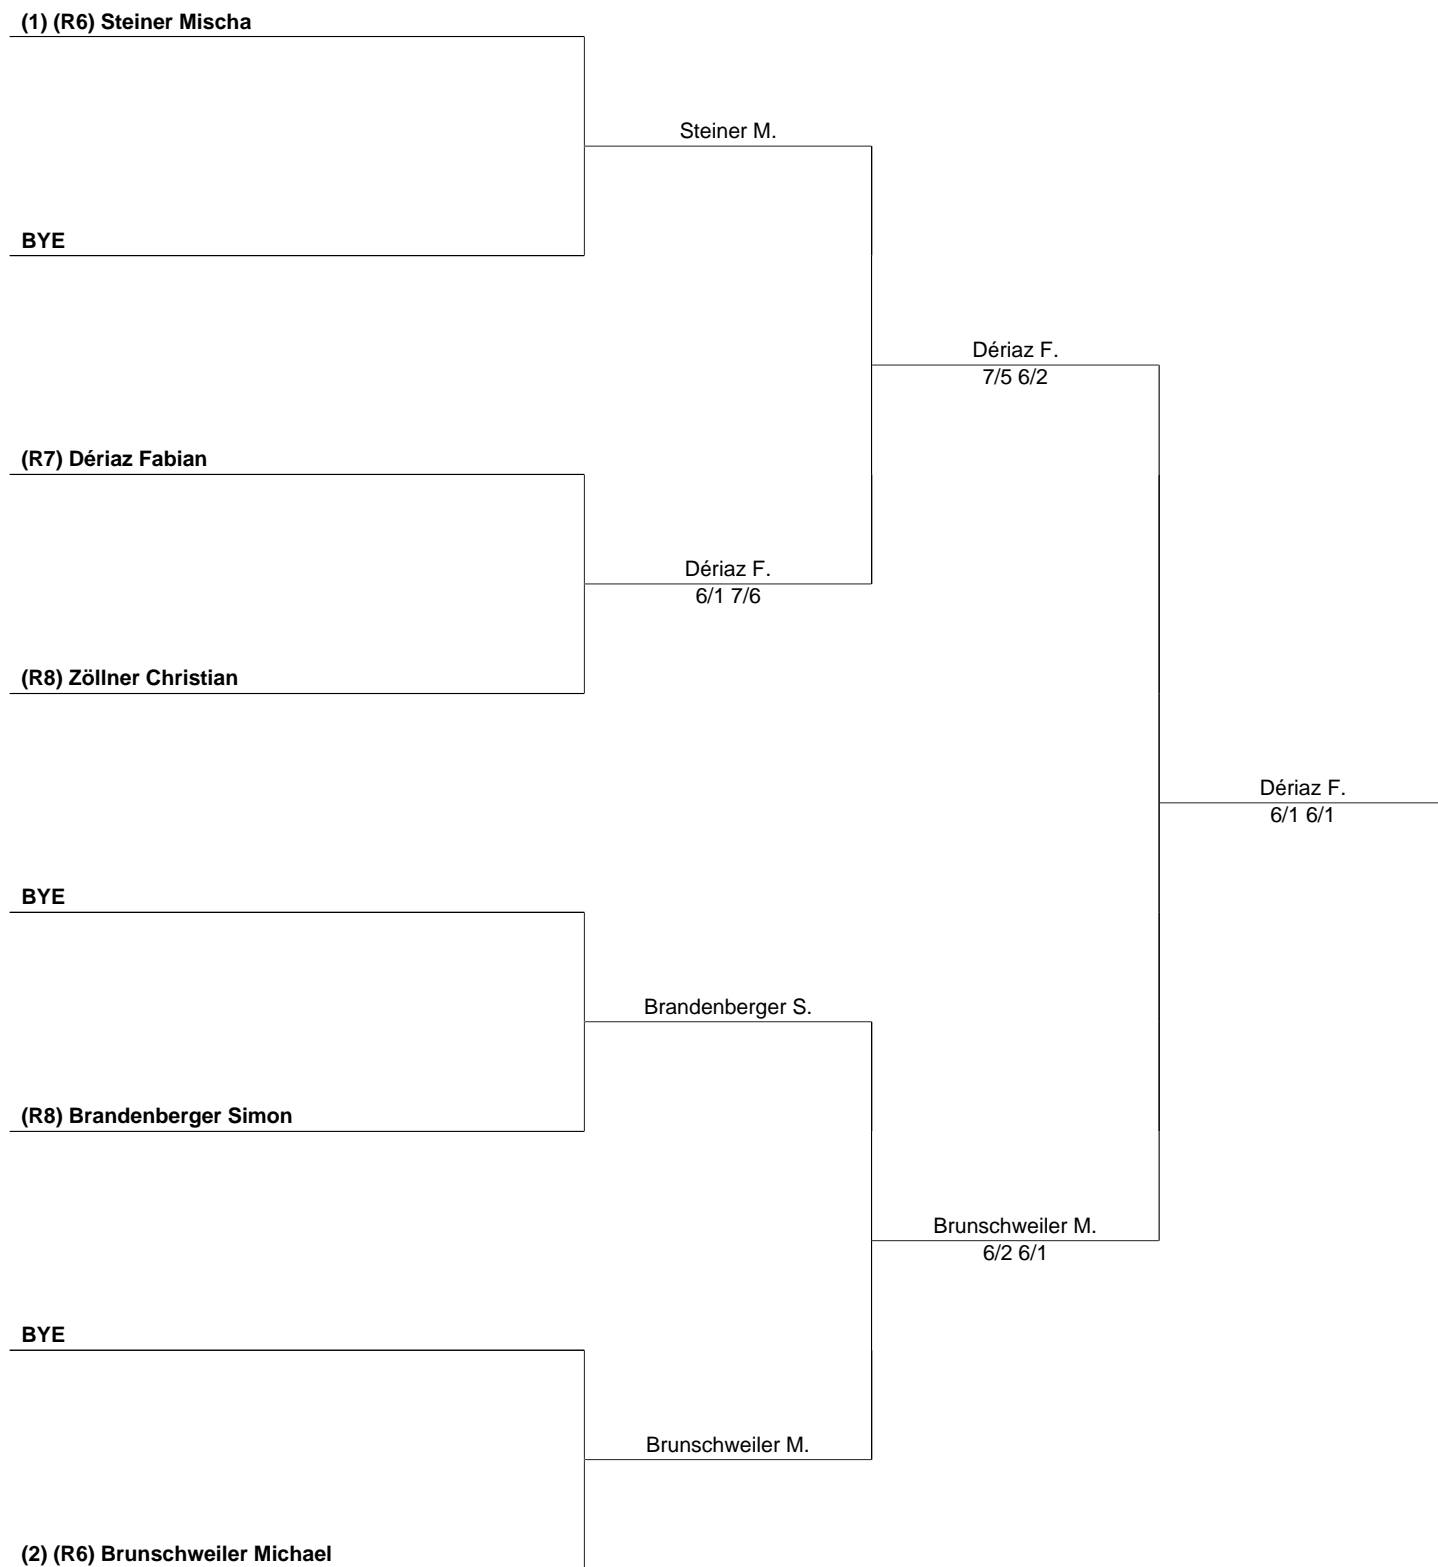 (1) (R6) Steiner Mischa
Steiner M.
BYE
Dériaz F.
7/5 6/2
(R7) Dériaz Fabian
Dériaz F.
6/1 7/6
(R8) Zöllner Christian
Dériaz F.
6/1 6/1
BYE
Brandenberger S.
(R8) Brandenberger Simon
Brunschweiler M.
6/2 6/1
BYE
Brunschweiler M.
(2) (R6) Brunschweiler Michael